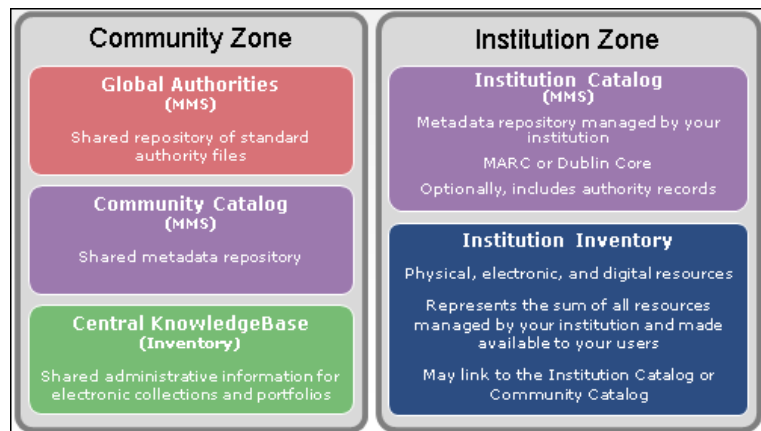 Community Zone
Global Authorities
(MMS)
Shared repository of standard
authority files
Community Catalog
(MMS)
Shared metadata repository
Central KnowledgeBase
(Inventory)
Shared administrative information for
electronic collections and portfolios
Institution Zone
Institution Catalog
(MMS)
Metadata repository managed by your
institution
MARC or Dublin Core
Optionally, includes authority records
Institution Inventory
Physical, electronic, and digital resources
Represents the sum of all resources
managed by your institution and made
available to your users
May link to the Institution Catalog or
Community Catalog